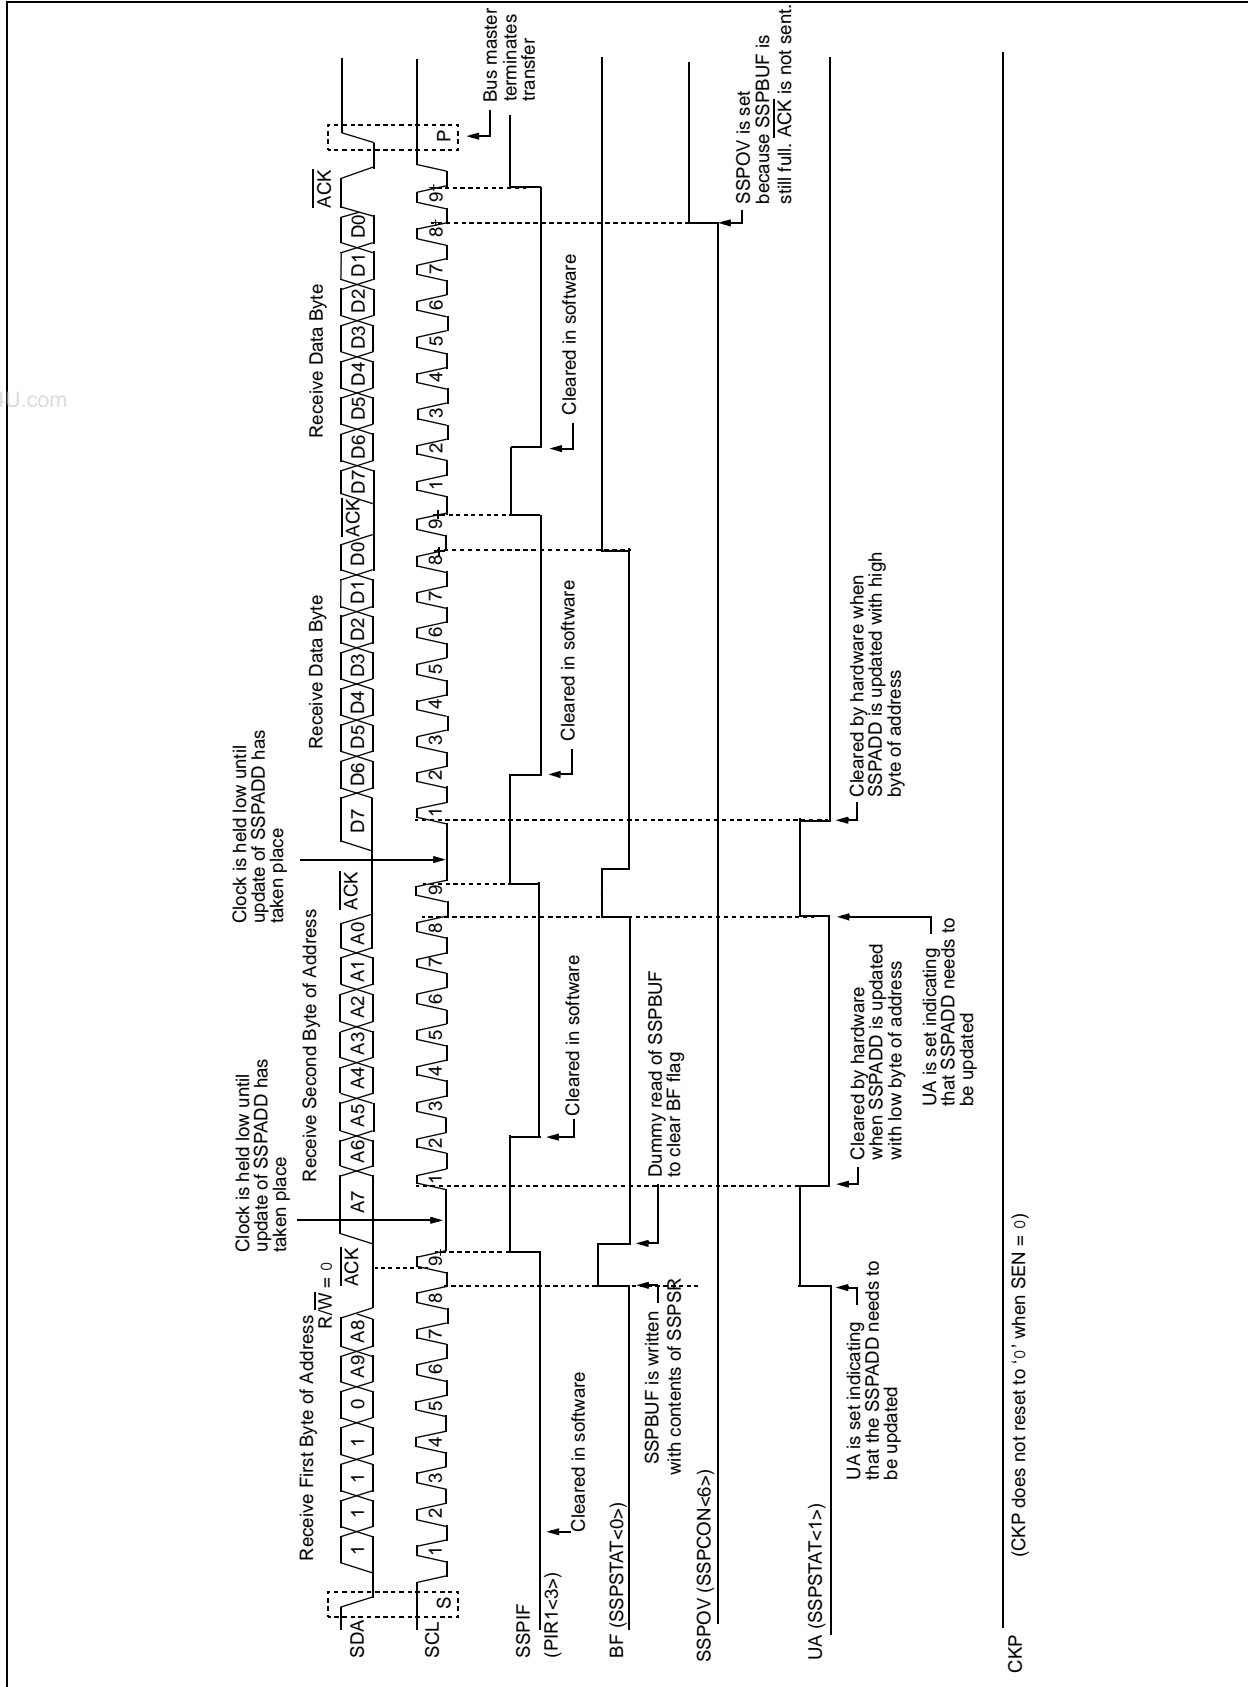 Receive First Byte of Address
R/W = 0
ACK
Clock is held low until
update of SSPADD has
taken place
Receive Second Byte of Address
ACK
Clock is held low until
update of SSPADD has
taken place
Receive Data Byte
ACK
Receive Data Byte
ACK
SDA
1 1 1 1 0 A9 A8
A7 A6 A5 A4 A3 A2 A1 A0
D7 D6 D5 D4 D3 D2 D1 D0
D7 D6 D5 D4 D3 D2 D1 D0
SCL
S
1 2 3 4 5 6 7 8 9
1 2 3 4 5 6 7 8 9
1 2 3 4 5 6 7 8 9
1 2 3 4 5 6 7 8 9
P
Bus master
terminates
transfer
SSPIF
(PIR1<3>)
Cleared in software
Cleared in software
Cleared in software
Cleared in software
BF (SSPSTAT<0>)
SSPBUF is written
with contents of SSPSR
Dummy read of SSPBUF
to clear BF flag
SSPOV (SSPCON<6>)
SSPOV is set
because SSPBUF is
still full. ACK is not sent.
UA (SSPSTAT<1>)
UA is set indicating
that the SSPADD needs to
be updated
Cleared by hardware
when SSPADD is updated
with low byte of address
UA is set indicating
that SSPADD needs to
be updated
Cleared by hardware when
SSPADD is updated with high
byte of address
CKP
(CKP does not reset to ‘0’ when SEN = 0)
U.com